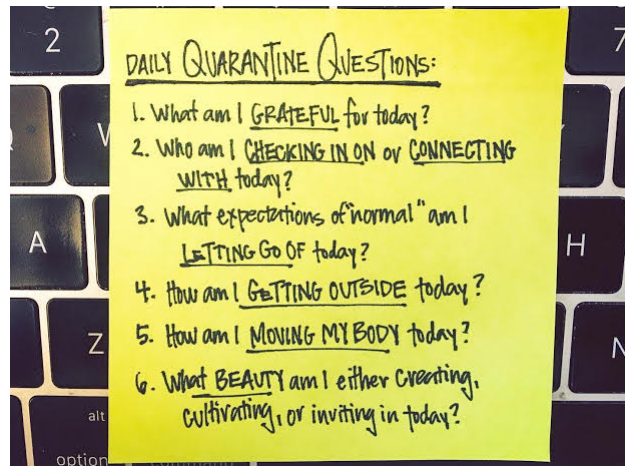 DAILY QUARANTINE QUESTIONS:
1. What am I GRATEFUL for today?
2. Who am I CHECKING IN ON or CONNECTING
WITH today?
3. What expectations of "normal" am I
LETTING GO OF today?
4. How am I GETTING OUTSIDE today?
5. How am I MOVING MY BODY today?
6. What BEAUTY am I either creating,
cultivating, or inviting in today?
2
7
A
H
Z
N
alt
option
command